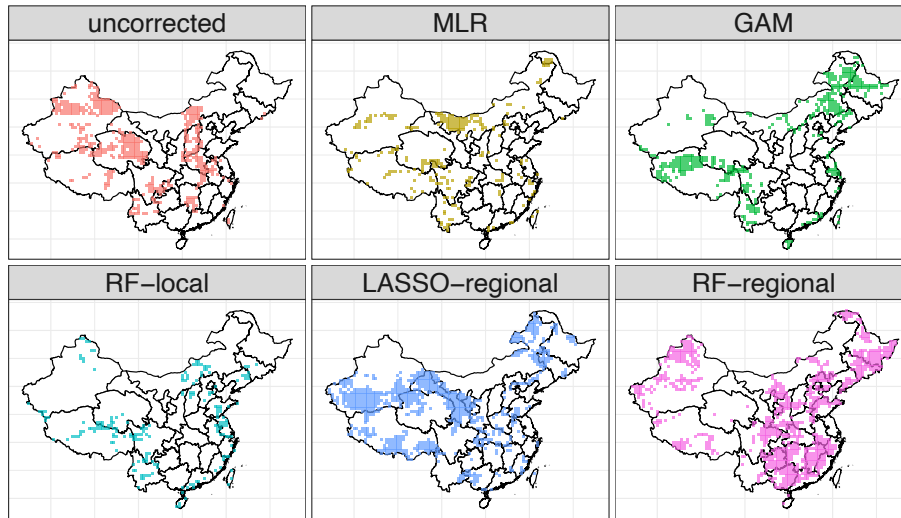 uncorrected
MLR
GAM
RF-local
LASSO-regional
RF-regional